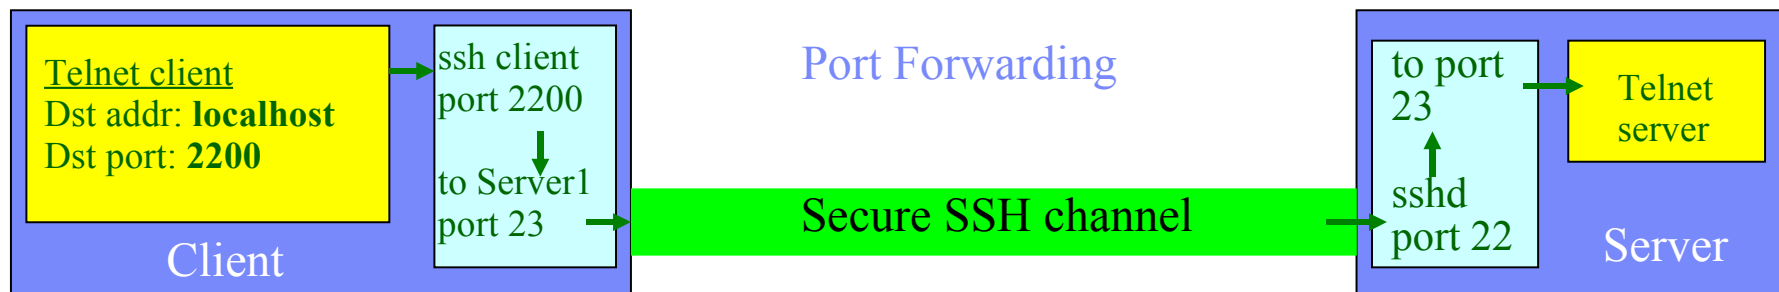 Telnet client
Dst addr: localhost
Dst port: 2200
ssh client
port 2200
to Server1
port 23
Client
Port Forwarding
Secure SSH channel
to port
23
sshd
port 22
Telnet
server
Server